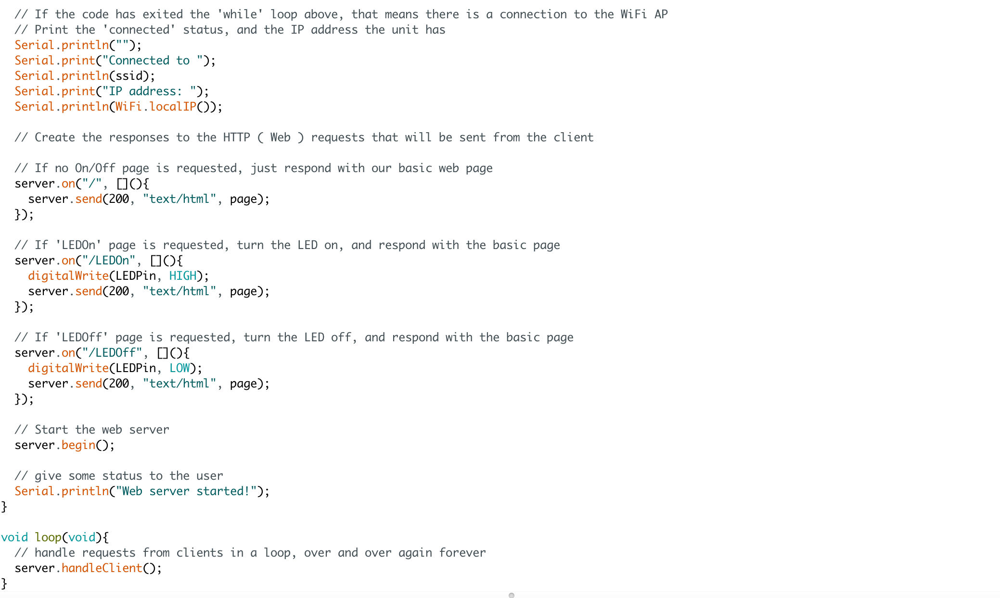 // If the code has exited the 'while' loop above, that means there is a connection to the WiFi AP
// Print the 'connected' status, and the IP address the unit has
Serial.println("");
Serial.print("Connected to ");
Serial.println(ssid);
Serial.print("IP address: ");
Serial.println(WiFi.localIP());
// Create the responses to the HTTP ( Web ) requests that will be sent from the client
// If no On/Off page is requested, just respond with our basic web page
server.on("/", [](){
server.send(200, "text/html", page);
});
// If 'LEDOn' page is requested, turn the LED on, and respond with the basic page
server.on("/LEDOn", [](){
digitalWrite(LEDPin, HIGH);
server.send(200, "text/html", page);
});
// If 'LEDOff' page is requested, turn the LED off, and respond with the basic page
server.on("/LEDOff", [](){
digitalWrite(LEDPin, LOW);
server.send(200, "text/html", page);
});
// Start the web server
server.begin();
// give some status to the user
Serial.println("Web server started!");
}
void loop(void){
// handle requests from clients in a loop, over and over again forever
server.handleClient();
}